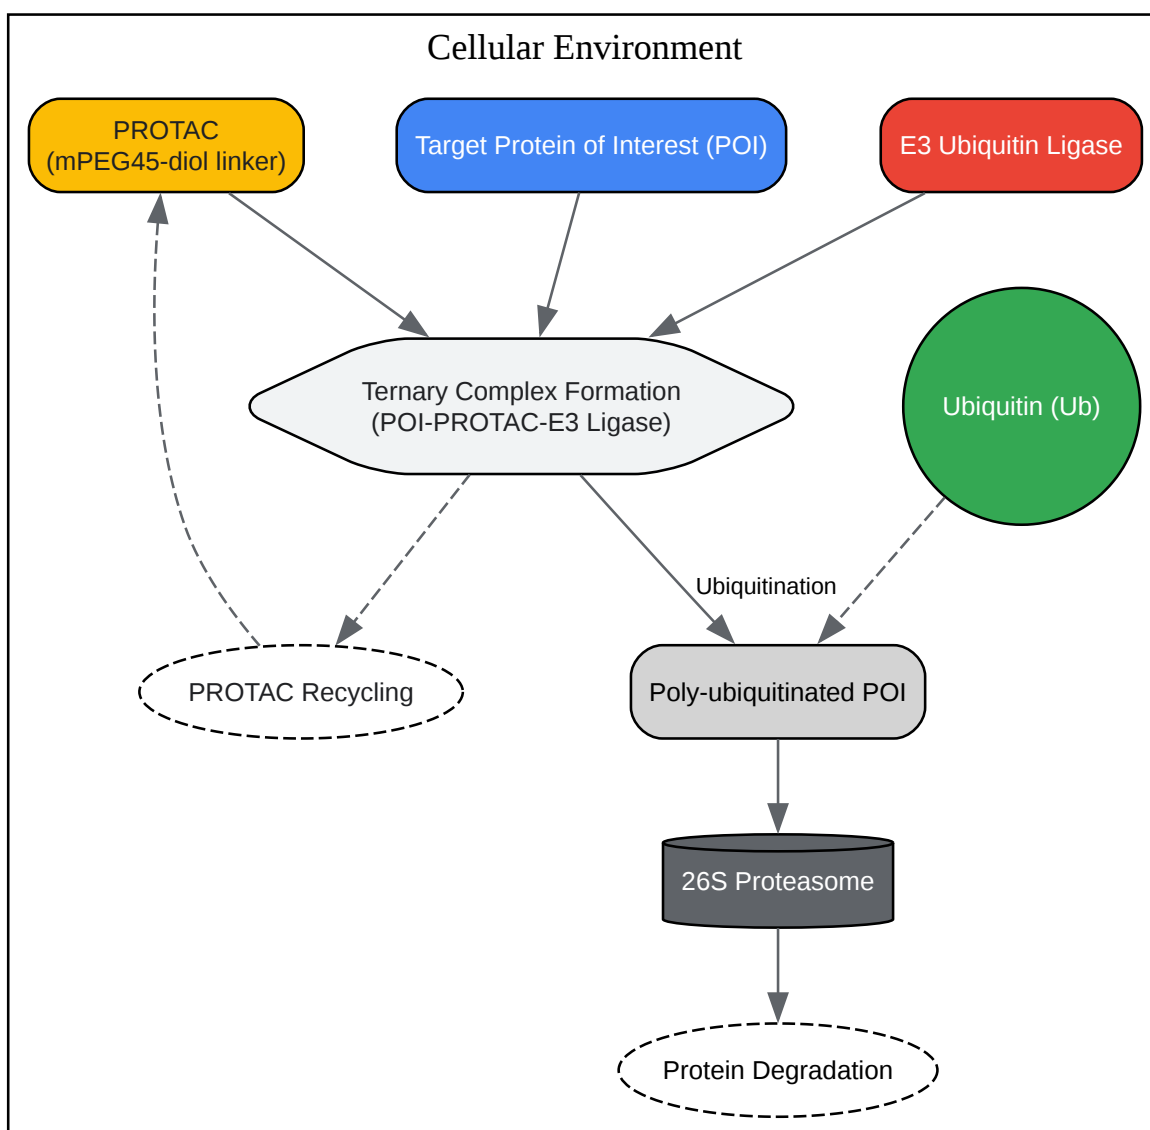 Cellular Environment
PROTAC
(mPEG45-diol linker)
Target Protein of Interest (POI)
E3 Ubiquitin Ligase
Ternary Complex Formation
(POI-PROTAC-E3 Ligase)
Ubiquitin (Ub)
Ubiquitination
PROTAC Recycling
Poly-ubiquitinated POI
26S Proteasome
Protein Degradation